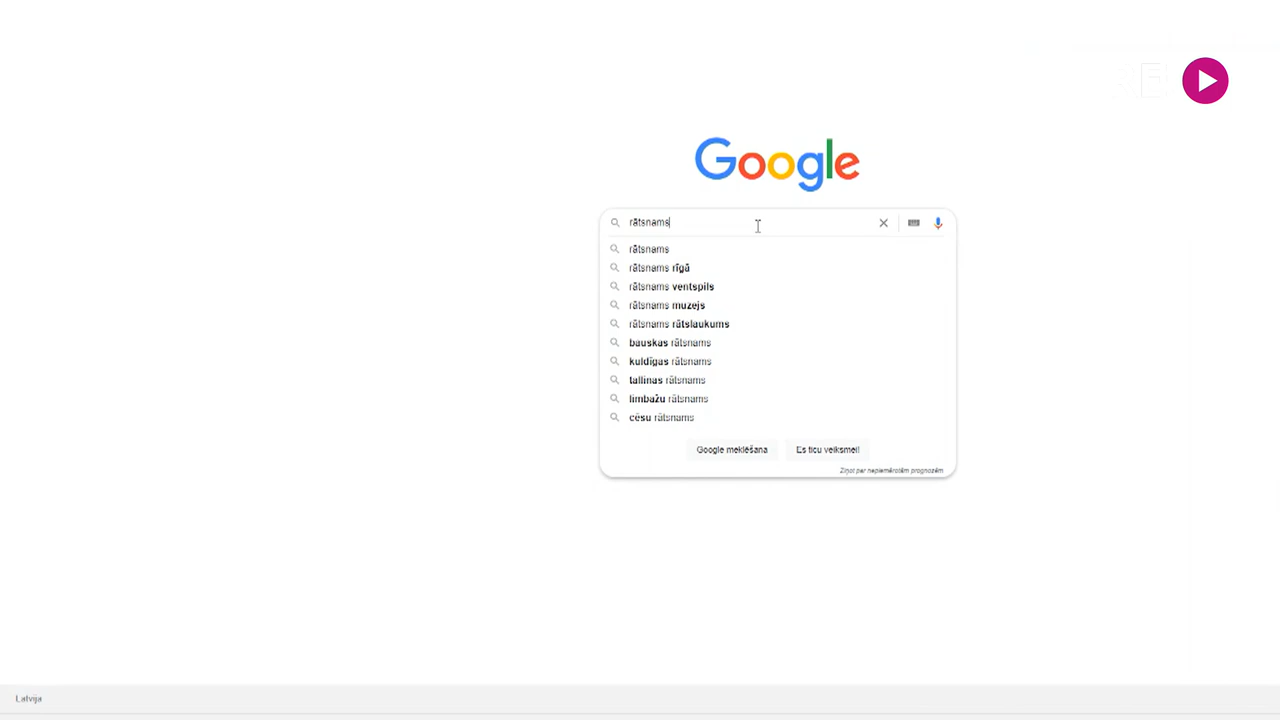 Google
rātsnams
rātsnams
rātsnams rīgā
rātsnams ventspils
rātsnams muzejs
rātsnams rātslaukums
bauskas rātsnams
kuldīgas rātsnams
tallinas rātsnams
limbažu rātsnams
cēsu rātsnams
Google meklēšana
Es ticu veiksmei!
Ziņot par nepiemērotām prognozēm
Latvija